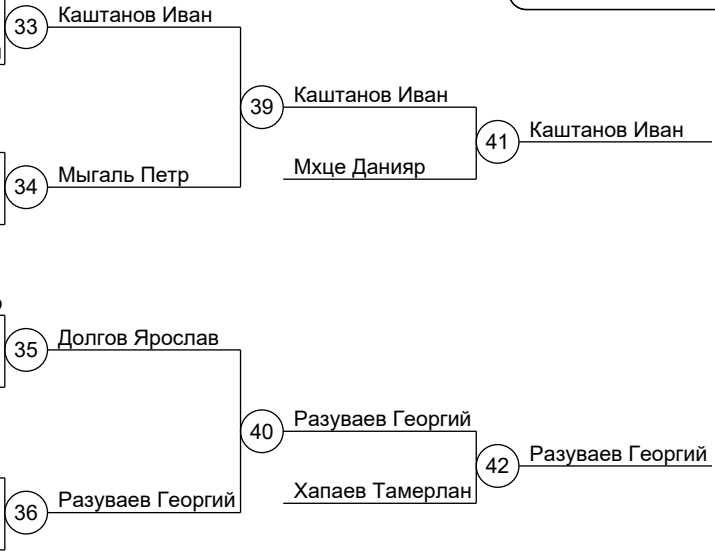 33 Каштанов Иван
39 Каштанов Иван
41 Каштанов Иван
Мхце Данияр
34 Мыгаль Петр
35 Долгов Ярослав
40 Разуваев Георгий
42 Разуваев Георгий
Хапаев Тамерлан
36 Разуваев Георгий